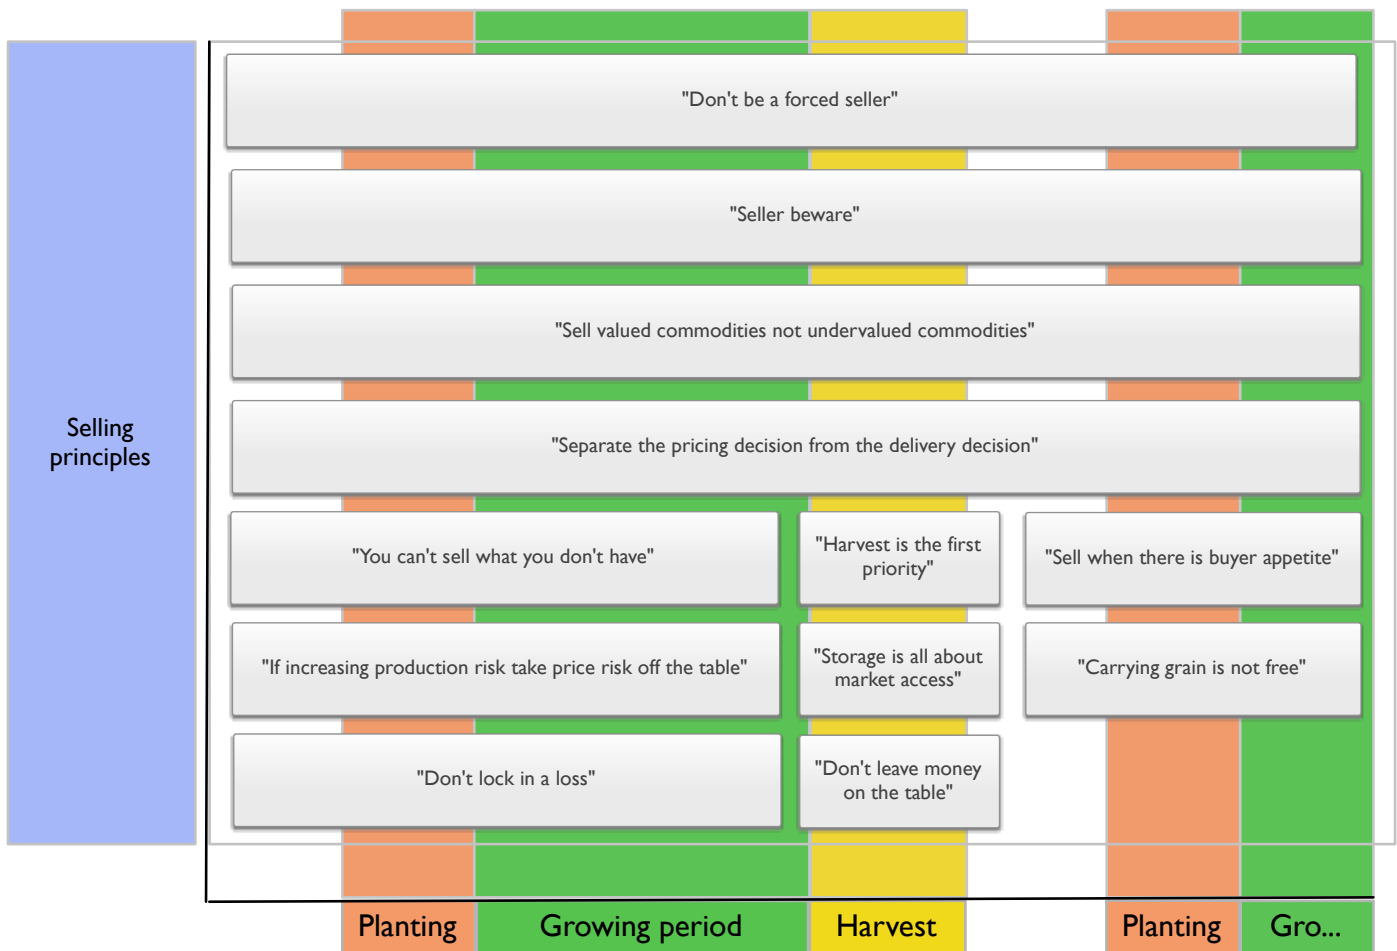 "Don't be a forced seller"
"Seller beware"
"Sell valued commodities not undervalued commodities"
Selling
principles
"Separate the pricing decision from the delivery decision"
"You can't sell what you don't have"
"Harvest is the first
priority"
"Sell when there is buyer appetite"
"If increasing production risk take price risk off the table"
"Storage is all about
market access"
"Carrying grain is not free"
"Don't lock in a loss"
"Don't leave money
on the table"
Planting
Growing period
Harvest
Planting
Gro...